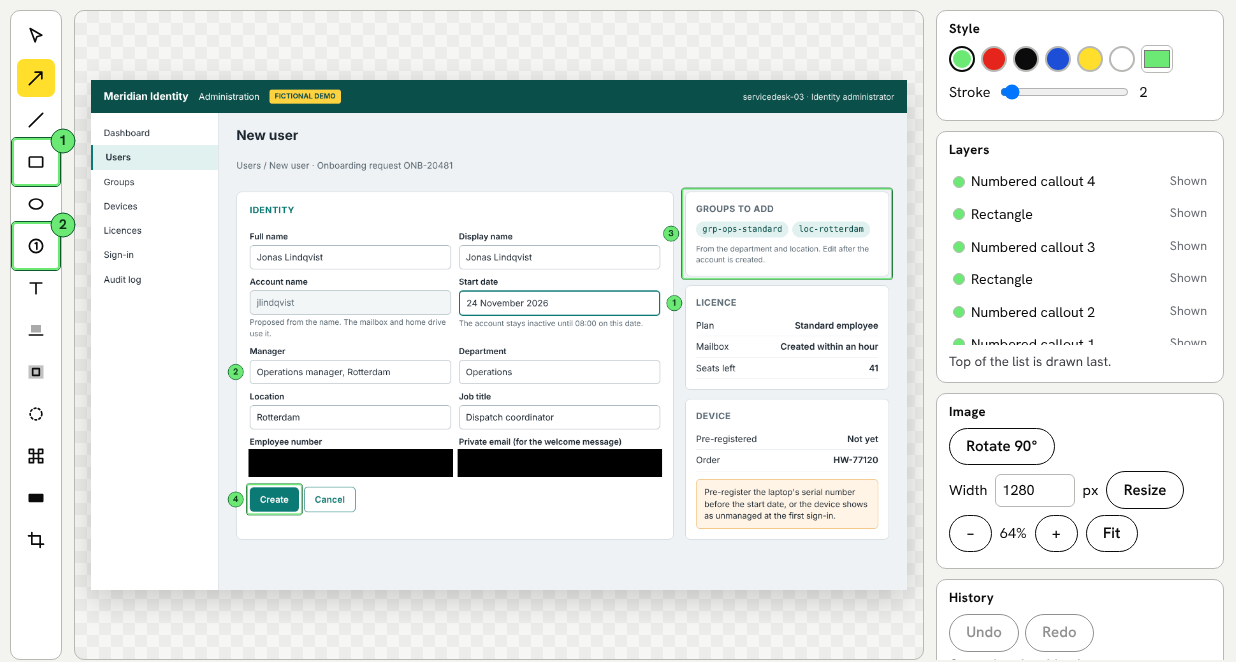 1
2
1
T
Meridian Identity Administration FICTIONAL DEMO servicedesk-03 · Identity administrator
Dashboard
Users
Groups
Devices
Licences
Sign-in
Audit log
New user
Users / New user · Onboarding request ONB-20481
IDENTITY
Full name Display name
Jonas Lindqvist Jonas Lindqvist
Account name Start date
jlindqvist 24 November 2026
Proposed from the name. The mailbox and home drive
use it.
The account stays inactive until 08:00 on this date.
1
Manager Department
2 Operations manager, Rotterdam Operations
Location Job title
Rotterdam Dispatch coordinator
Employee number Private email (for the welcome message)
4 Create Cancel
GROUPS TO ADD
3 grp-ops-standard loc-rotterdam
From the department and location. Edit after the
account is created.
LICENCE
Plan Standard employee
Mailbox Created within an hour
Seats left 41
DEVICE
Pre-registered Not yet
Order HW-77120
Pre-register the laptop's serial number
before the start date, or the device shows
as unmanaged at the first sign-in.
Style
Stroke 2
Layers
Numbered callout 4 Shown
Rectangle Shown
Numbered callout 3 Shown
Rectangle Shown
Numbered callout 2 Shown
Numbered callout 1 Shown
Top of the list is drawn last.
Image
Rotate 90°
Width 1280 px Resize
– 64% + Fit
History
Undo Redo